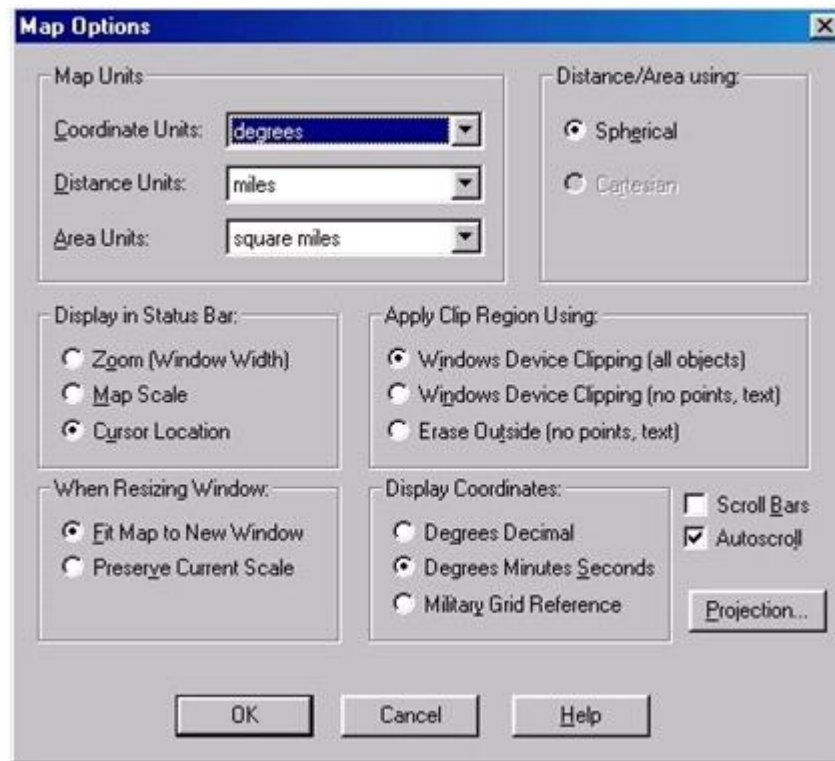 Map Options
Map Units
Coordinate Units: degrees
Distance Units: miles
Area Units: square miles
Distance/Area using:
Spherical
Cartesian
Display in Status Bar:
Zoom (Window Width)
Map Scale
Cursor Location
Apply Clip Region Using:
Windows Device Clipping (all objects)
Windows Device Clipping (no points, text)
Erase Outside (no points, text)
When Resizing Window:
Fit Map to New Window
Preserve Current Scale
Display Coordinates:
Degrees Decimal
Degrees Minutes Seconds
Military Grid Reference
Scroll Bars
Autoscroll
Projection...
OK Cancel Help